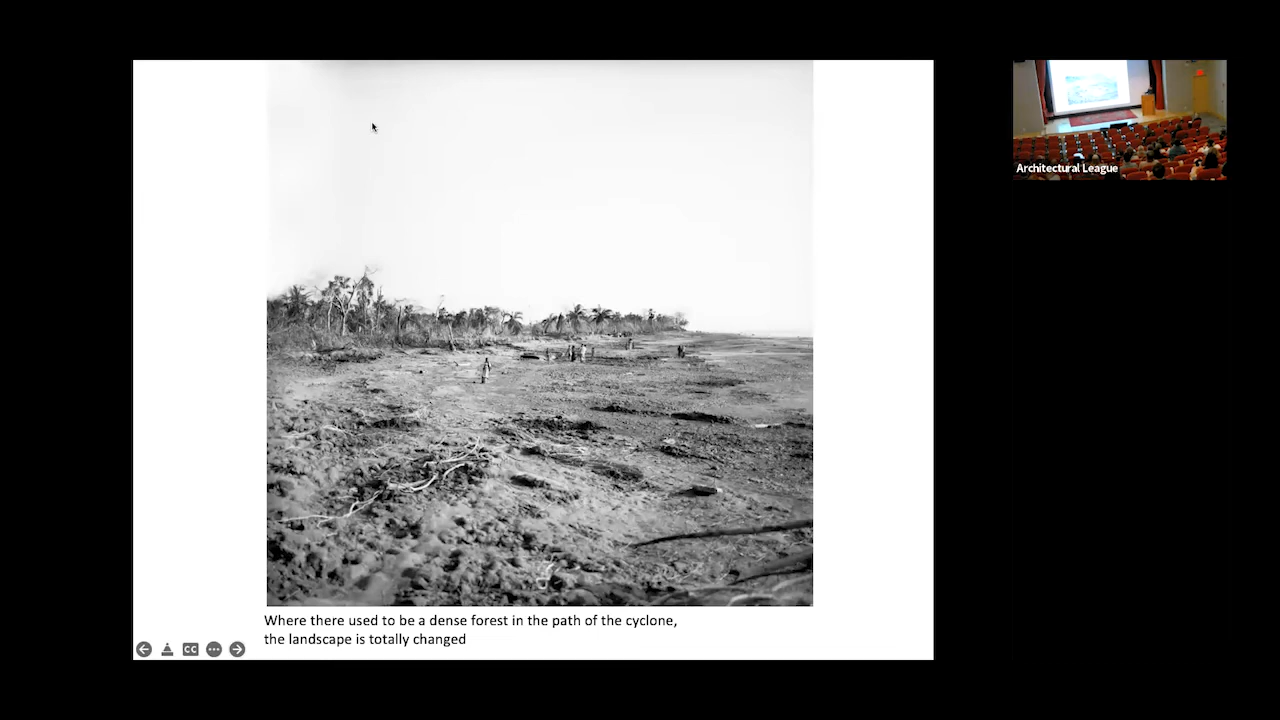 Where there used to be a dense forest in the path of the cyclone,
the landscape is totally changed
CC
Architectural League